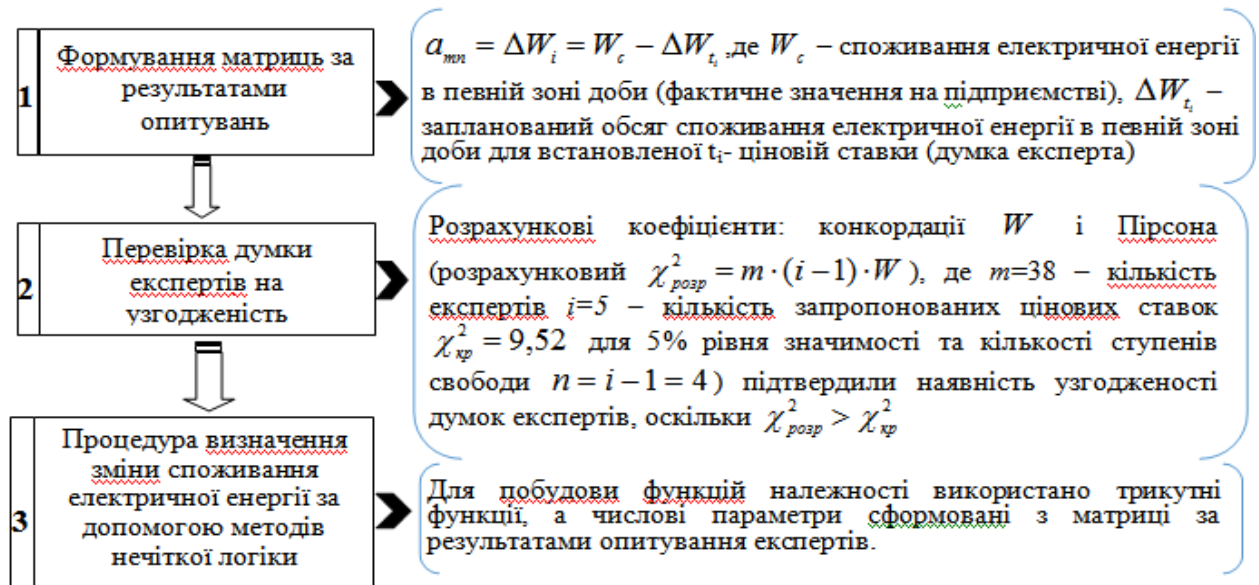 1
Формування матриць за
результатами
опитувань
a_mn = ΔW_i = W_c − ΔW_{t_i} ,де W_c – споживання електричної енергії
в певній зоні доби (фактичне значення на підприємстві), ΔW_{t_i} –
запланований обсяг споживання електричної енергії в певній зоні
доби для встановленої t_i- ціновій ставки (думка експерта)
2
Перевірка думки
експертів на
узгодженість
Розрахункові коефіцієнти: конкордації W і Пірсона
(розрахунковий χ²_розр = m · (i − 1) · W ), де m=38 – кількість
експертів i=5 – кількість запропонованих цінових ставок
χ²_кр = 9,52 для 5% рівня значимості та кількості ступенів
свободи n = i − 1 = 4 ) підтвердили наявність узгодженості
думок експертів, оскільки χ²_розр > χ²_кр
3
Процедура визначення
зміни споживання
електричної енергії за
допомогою методів
нечіткої логіки
Для побудови функцій належності використано трикутні
функції, а числові параметри сформовані з матриці за
результатами опитування експертів.